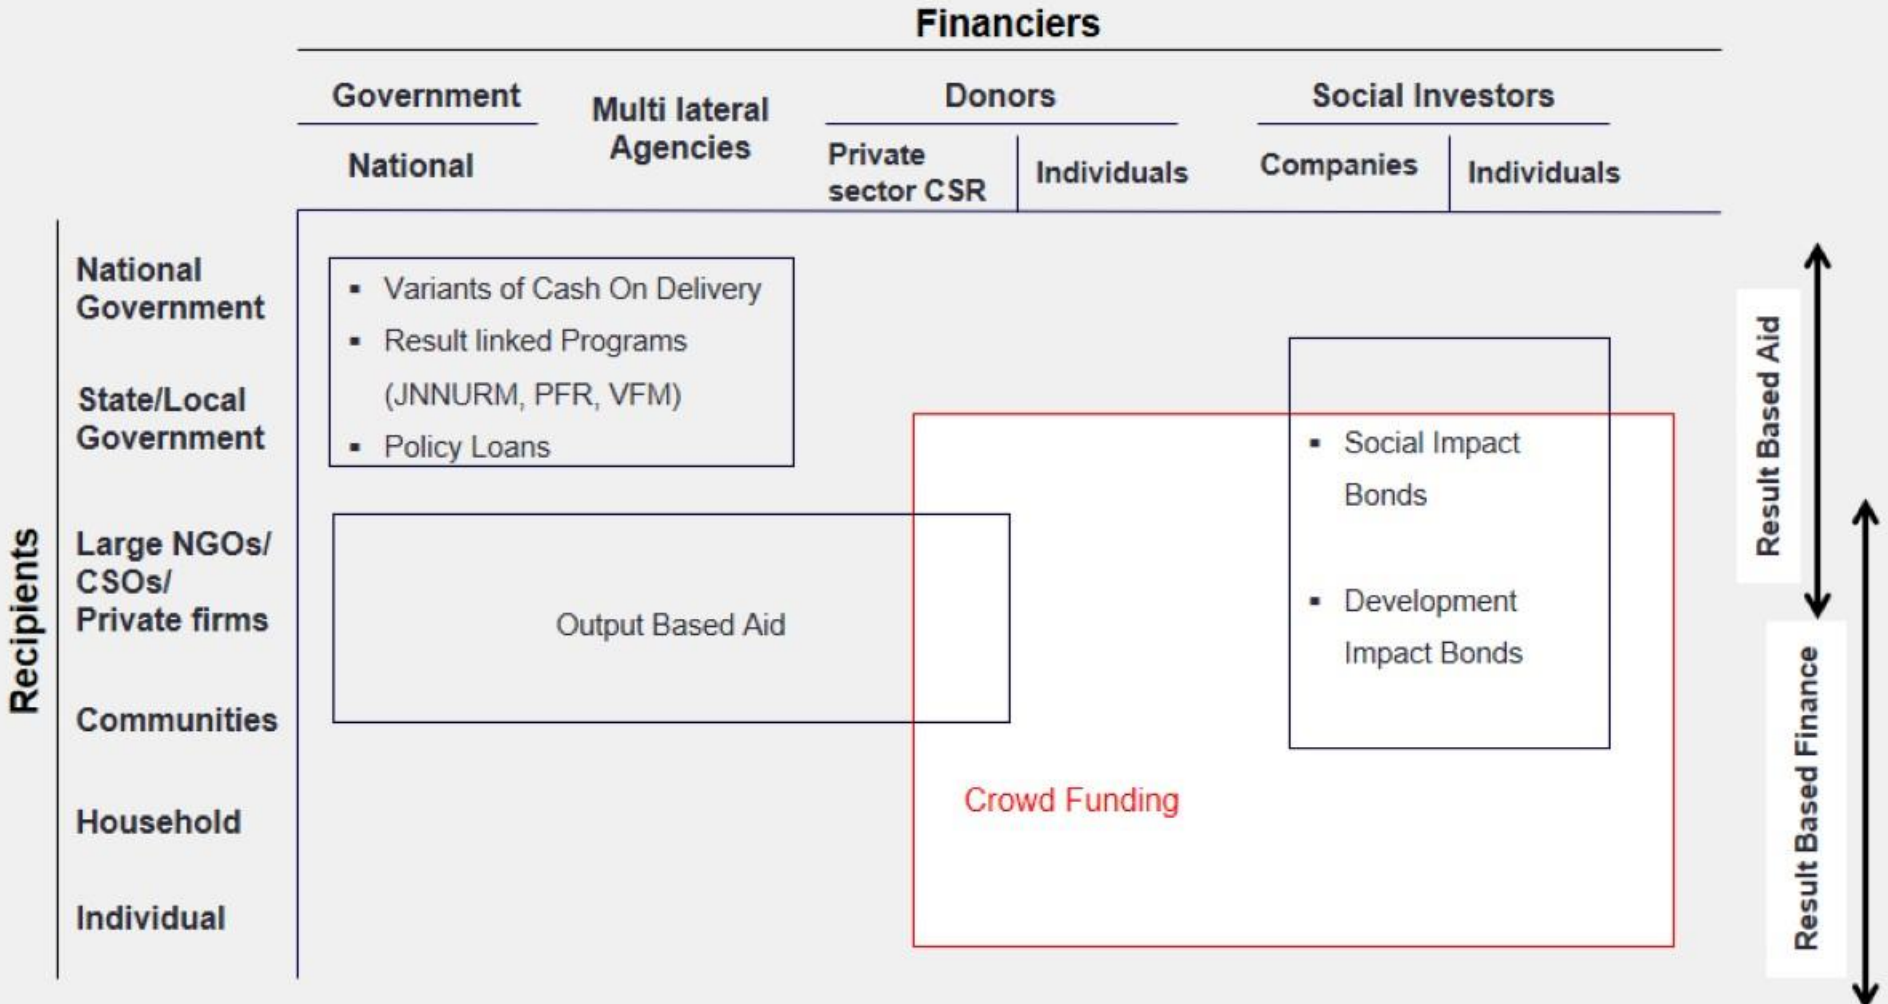 Financiers
Government
Multi lateral
Agencies
Donors
Social Investors
National
Private
sector CSR
Individuals
Companies
Individuals
Recipients
National
Government
State/Local
Government
Large NGOs/
CSOs/
Private firms
Communities
Household
Individual
▪ Variants of Cash On Delivery
▪ Result linked Programs
(JNNURM, PFR, VFM)
▪ Policy Loans
Output Based Aid
▪ Social Impact
Bonds
▪ Development
Impact Bonds
Crowd Funding
Result Based Aid
Result Based Finance